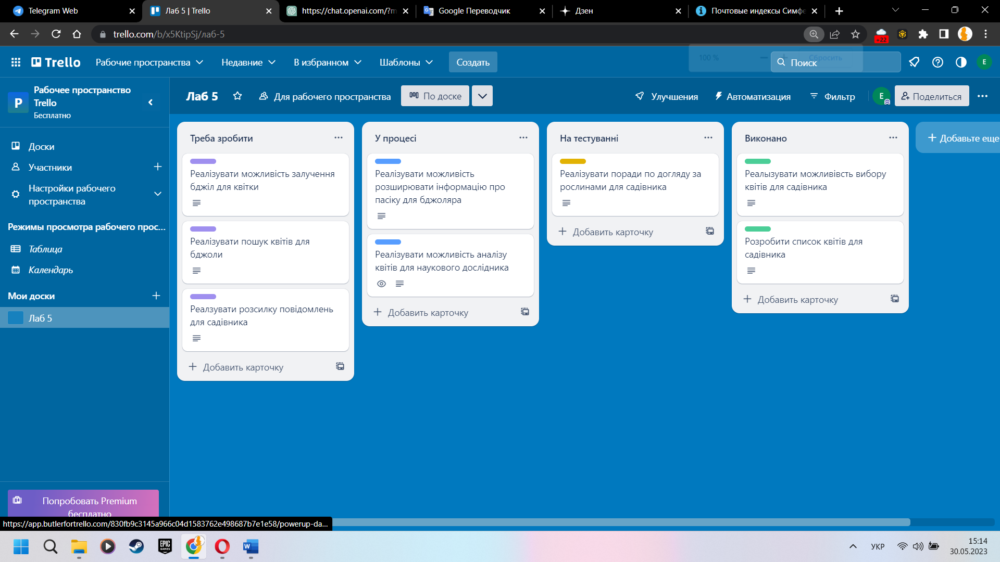 Telegram Web
Лаб 5 | Trello
https://chat.openai.com/?m
Google Переводчик
Дзен
Почтовые индексы Симфе
trello.com/b/x5KtipSj/лаб-5
+22
Trello
Рабочие пространства
Недавние
В избранном
Шаблоны
Создать
100 %
Сбросить
Поиск
E
P
Рабочее пространство
Trello
Бесплатно
Лаб 5
Для рабочего пространства
По доске
Улучшения
Автоматизация
Фильтр
E
Поделиться
Доски
Участники
Настройки рабочего
пространства
Режимы просмотра рабочего прос...
Таблица
Календарь
Мои доски
Лаб 5
Попробовать Premium
бесплатно
Треба зробити
Реалізувати можливість залучення
бджіл для квітки
Реалізувати пошук квітів для
бджоли
Реалзувати розсилку повідомлень
для садівника
Добавить карточку
У процесі
Реалізувати можливість
розширювати інформацію про
пасіку для бджоляра
Реалізувати можливість аналізу
квітів для наукового дослідника
Добавить карточку
На тестуванні
Реалізувати поради по догляду за
рослинами для садівника
Добавить карточку
Виконано
Реалызувати можливівсть вибору
квітів для садівника
Розробити список квітів для
садівника
Добавить карточку
Добавьте еще
https://app.butlerfortrello.com/830fb9c3145a966c04d1583762e498687b7e1e58/powerup-da...
EPIC
GAMES
W
УКР
15:14
30.05.2023